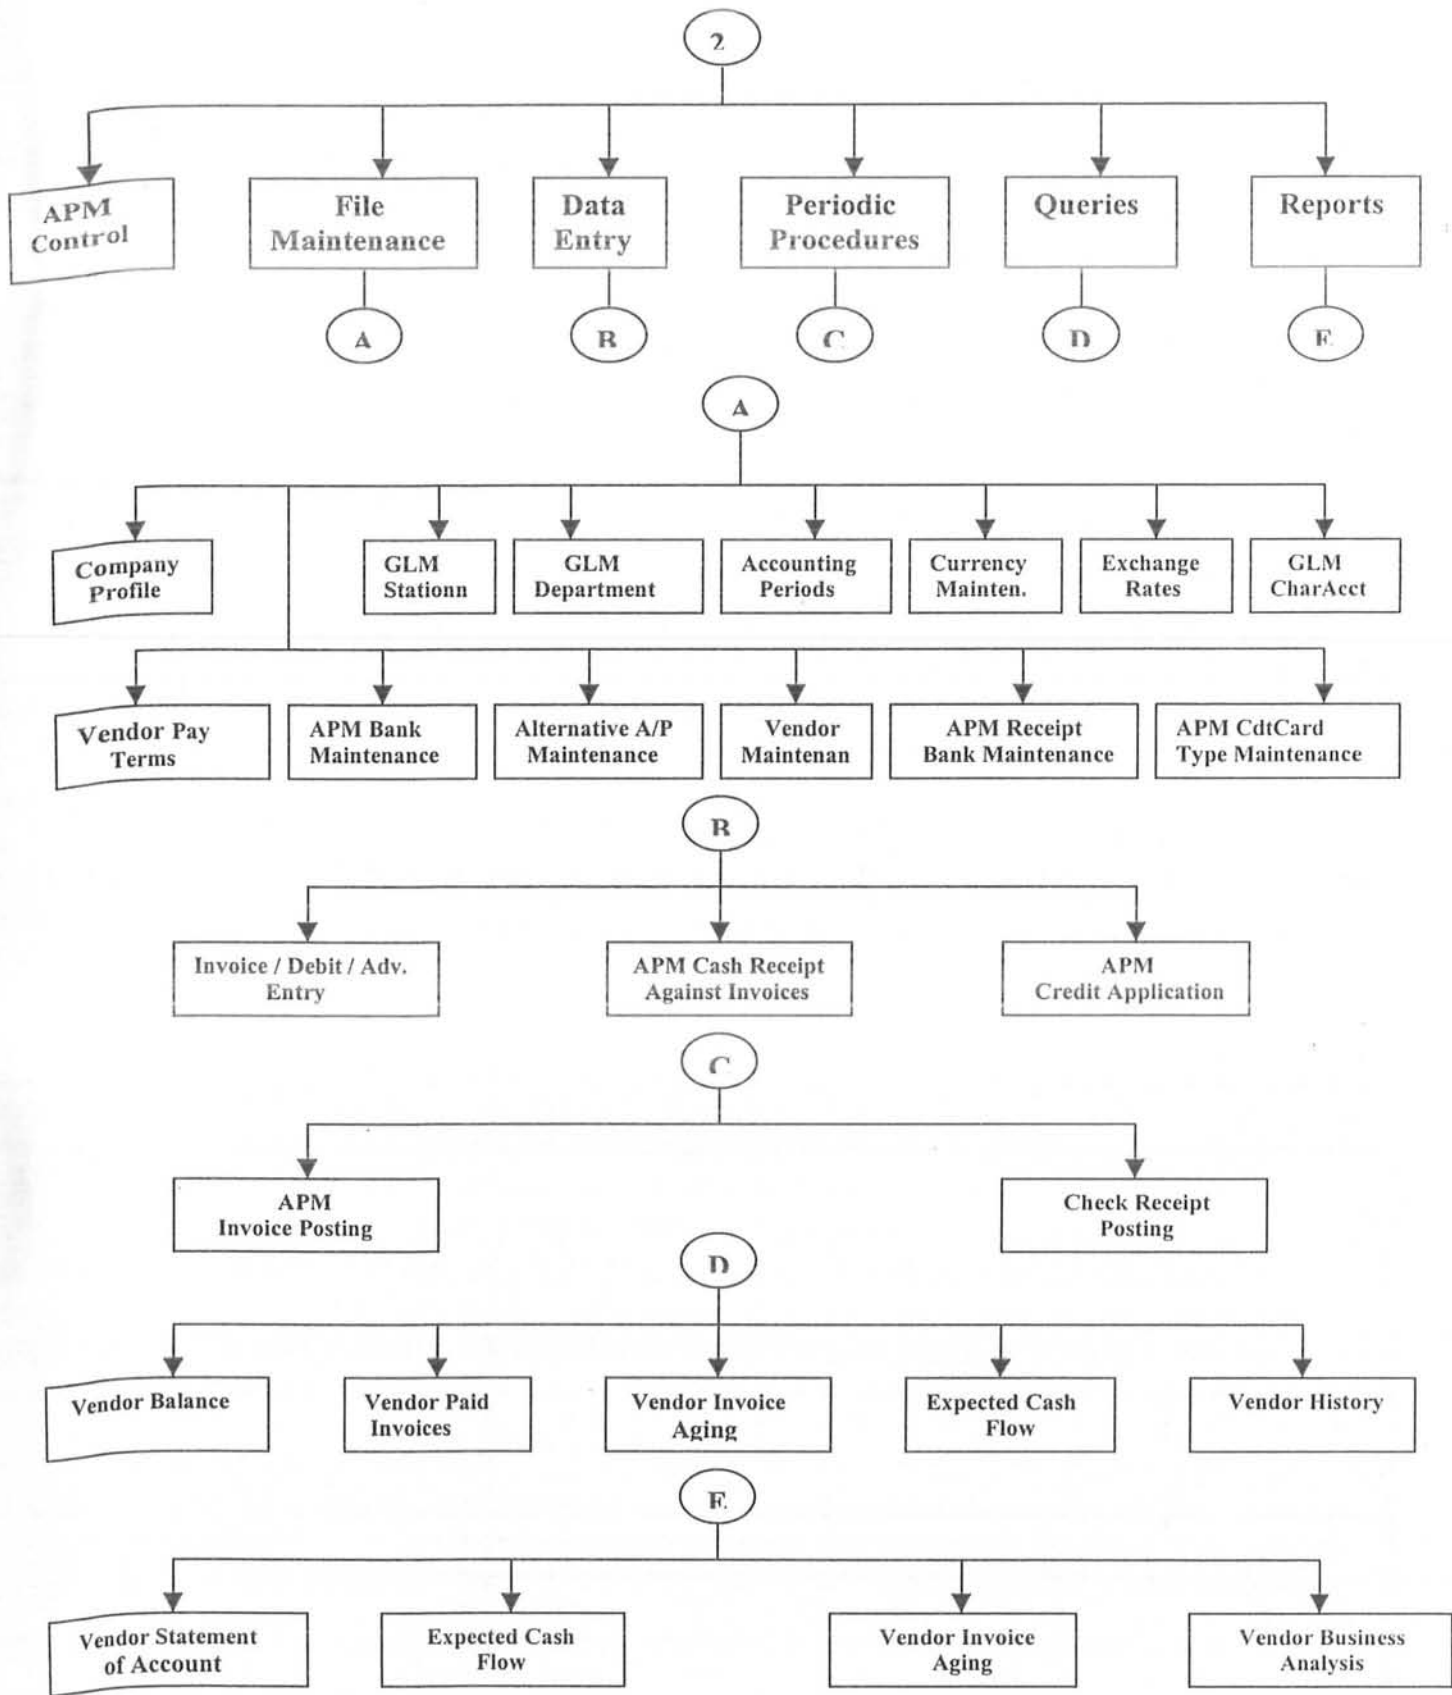 2
APM
Control
File
Maintenance
Data
Entry
Periodic
Procedures
Queries
Reports
A
B
C
D
E
A
Company
Profile
GLM
Stationn
GLM
Department
Accounting
Periods
Currency
Mainten.
Exchange
Rates
GLM
CharAcct
Vendor Pay
Terms
APM Bank
Maintenance
Alternative A/P
Maintenance
Vendor
Maintenan
APM Receipt
Bank Maintenance
APM CdtCard
Type Maintenance
B
Invoice / Debit / Adv.
Entry
APM Cash Receipt
Against Invoices
APM
Credit Application
C
APM
Invoice Posting
Check Receipt
Posting
D
Vendor Balance
Vendor Paid
Invoices
Vendor Invoice
Aging
Expected Cash
Flow
Vendor History
E
Vendor Statement
of Account
Expected Cash
Flow
Vendor Invoice
Aging
Vendor Business
Analysis